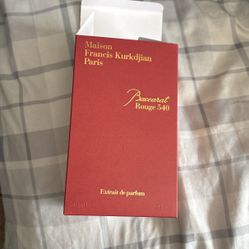 Maison
Francis Kurkdjian
Paris
Baccarat
Rouge 540
Extrait de parfum